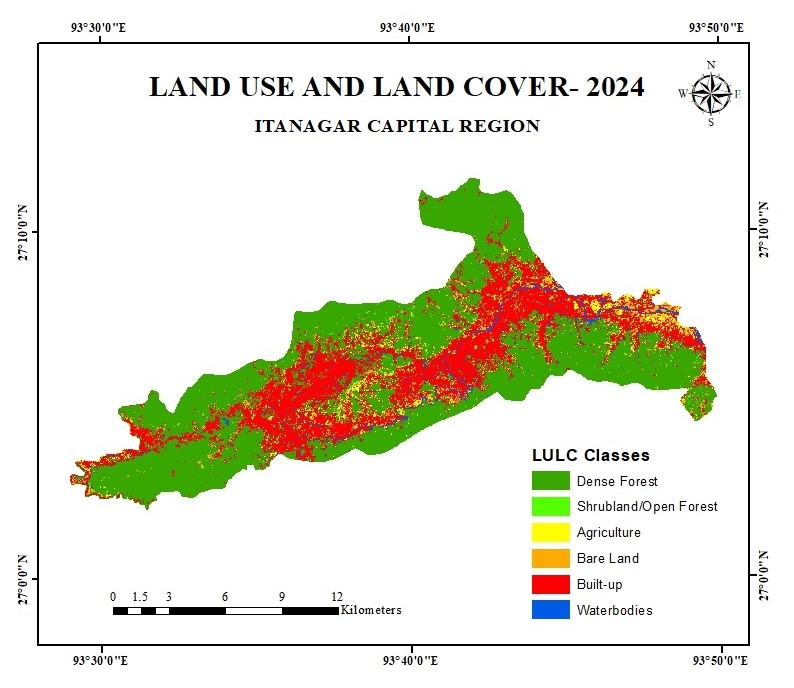 93°30'0"E 93°40'0"E 93°50'0"E
LAND USE AND LAND COVER- 2024
ITANAGAR CAPITAL REGION
N
W E
S
27°10'0"N 27°10'0"N
LULC Classes
Dense Forest
Shrubland/Open Forest
Agriculture
Bare Land
Built-up
Waterbodies
27°0'0"N 27°0'0"N
0 1.5 3 6 9 12
Kilometers
93°30'0"E 93°40'0"E 93°50'0"E